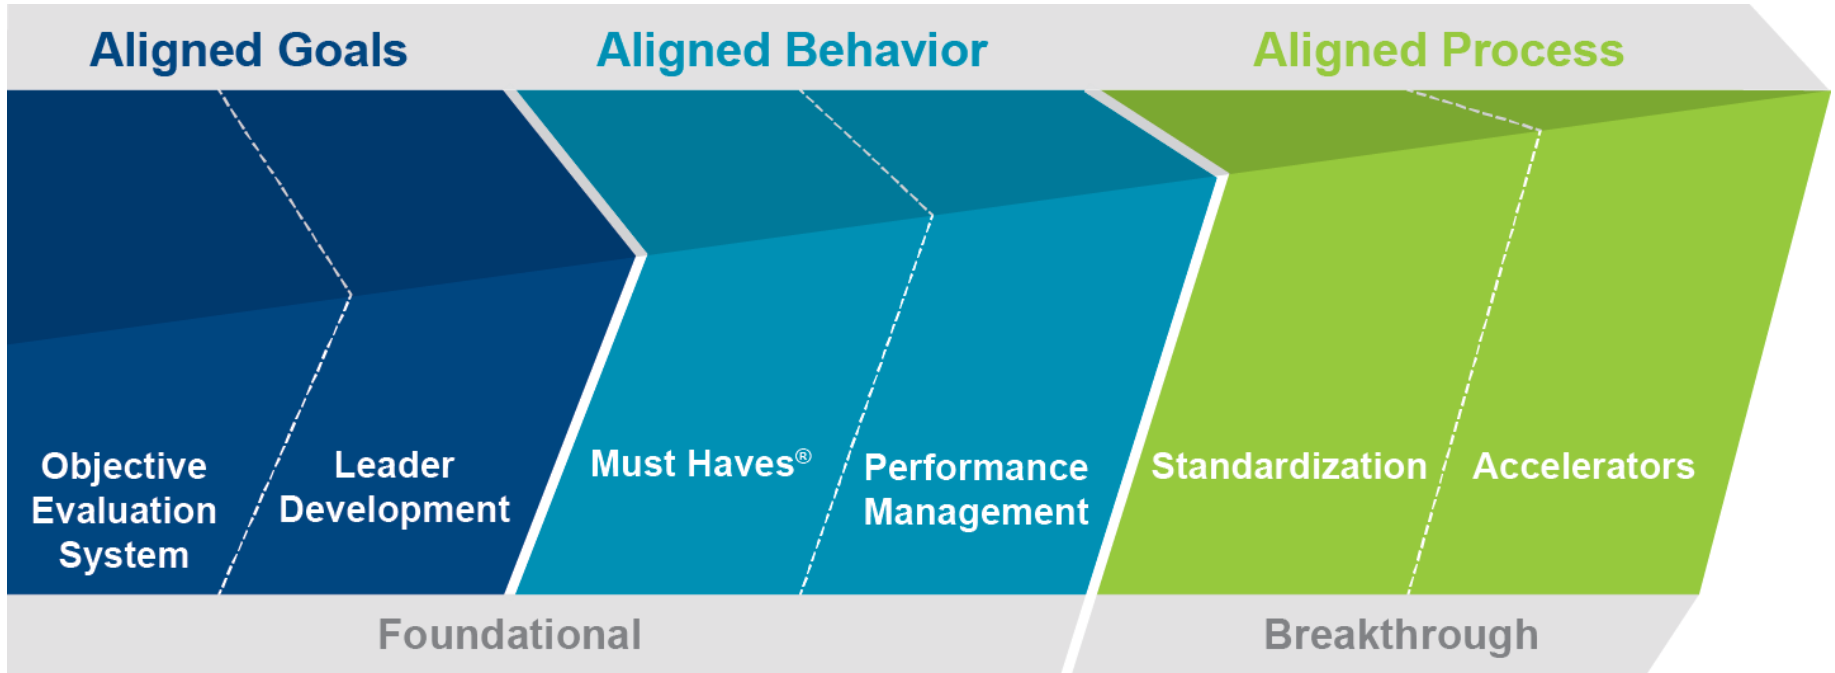 Aligned Goals
Aligned Behavior
Aligned Process
Objective
Evaluation
System
Leader
Development
Must Haves®
Performance
Management
Standardization
Accelerators
Foundational
Breakthrough